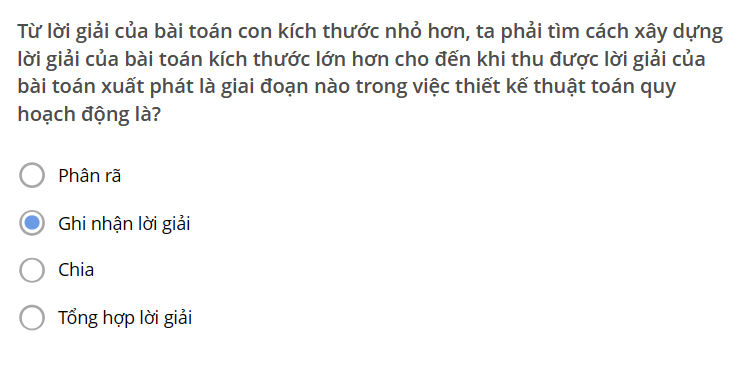 Từ lời giải của bài toán con kích thước nhỏ hơn, ta phải tìm cách xây dựng
lời giải của bài toán kích thước lớn hơn cho đến khi thu được lời giải của
bài toán xuất phát là giai đoạn nào trong việc thiết kế thuật toán quy
hoạch động là?
Phân rã
Ghi nhận lời giải
Chia
Tổng hợp lời giải